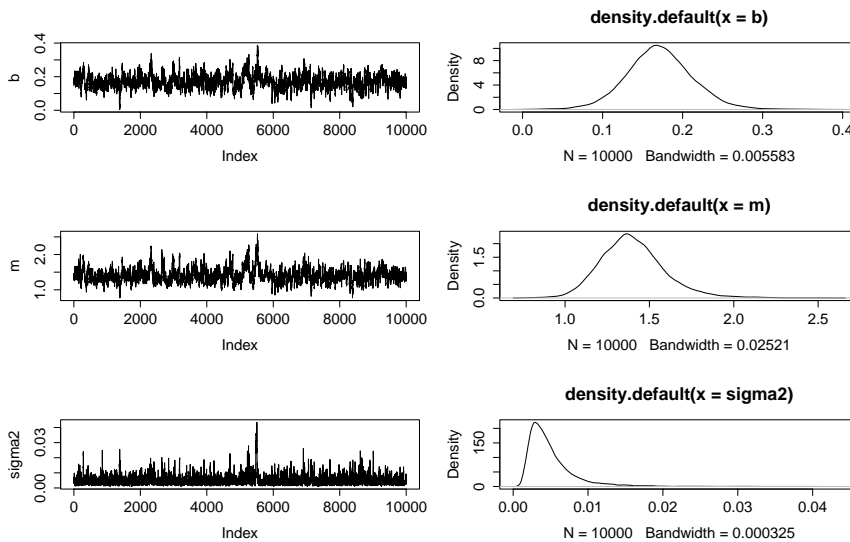 density.default(x = b)
b
0.0 0.2 0.4
0 2000 4000 6000 8000 10000
Index
Density
0 4 8
0.0 0.1 0.2 0.3 0.4
N = 10000 Bandwidth = 0.005583
density.default(x = m)
m
1.0 2.0
0 2000 4000 6000 8000 10000
Index
Density
0.0 1.5
1.0 1.5 2.0 2.5
N = 10000 Bandwidth = 0.02521
density.default(x = sigma2)
sigma2
0.00 0.03
0 2000 4000 6000 8000 10000
Index
Density
0 150
0.00 0.01 0.02 0.03 0.04
N = 10000 Bandwidth = 0.000325